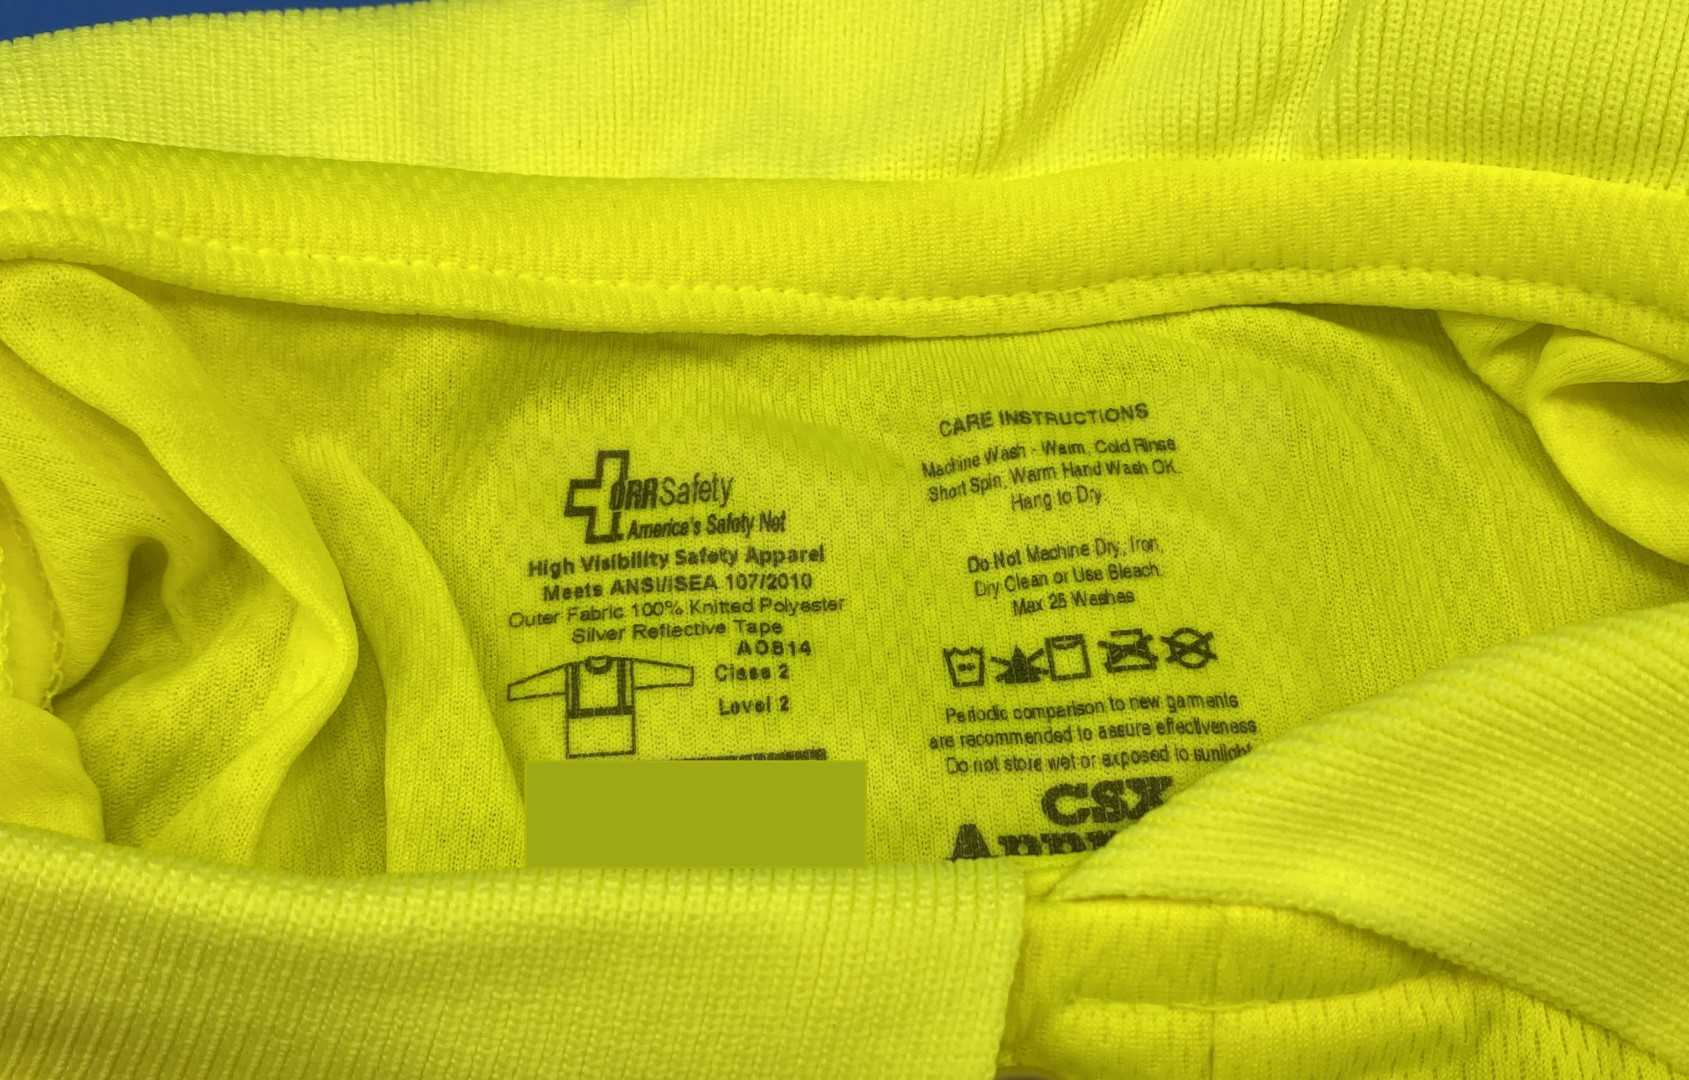 ORR Safety
America's Safety Net
High Visibility Safety Apparel
Meets ANSI/ISEA 107/2010
Outer Fabric 100% Knitted Polyester
Silver Reflective Tape
A0814
Class 2
Level 2
CARE INSTRUCTIONS
Machine Wash - Warm, Cold Rinse
Short Spin, Warm Hand Wash OK.
Hang to Dry
Do Not Machine Dry, Iron,
Dry Clean or Use Bleach.
Max 25 Washes
Periodic comparison to new garments
are recommended to assure effectiveness
Do not store wet or exposed to sunlight
CSX